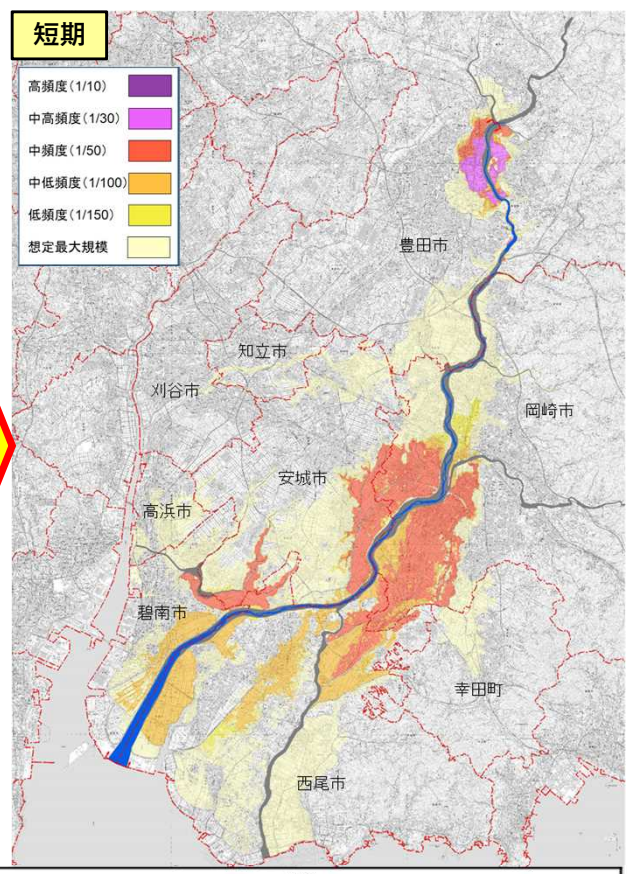 短期
高頻度(1/10)
中高頻度(1/30)
中頻度(1/50)
中低頻度(1/100)
低頻度(1/150)
想定最大規模
豊田市
知立市
刈谷市
岡崎市
安城市
高浜市
碧南市
幸田町
西尾市